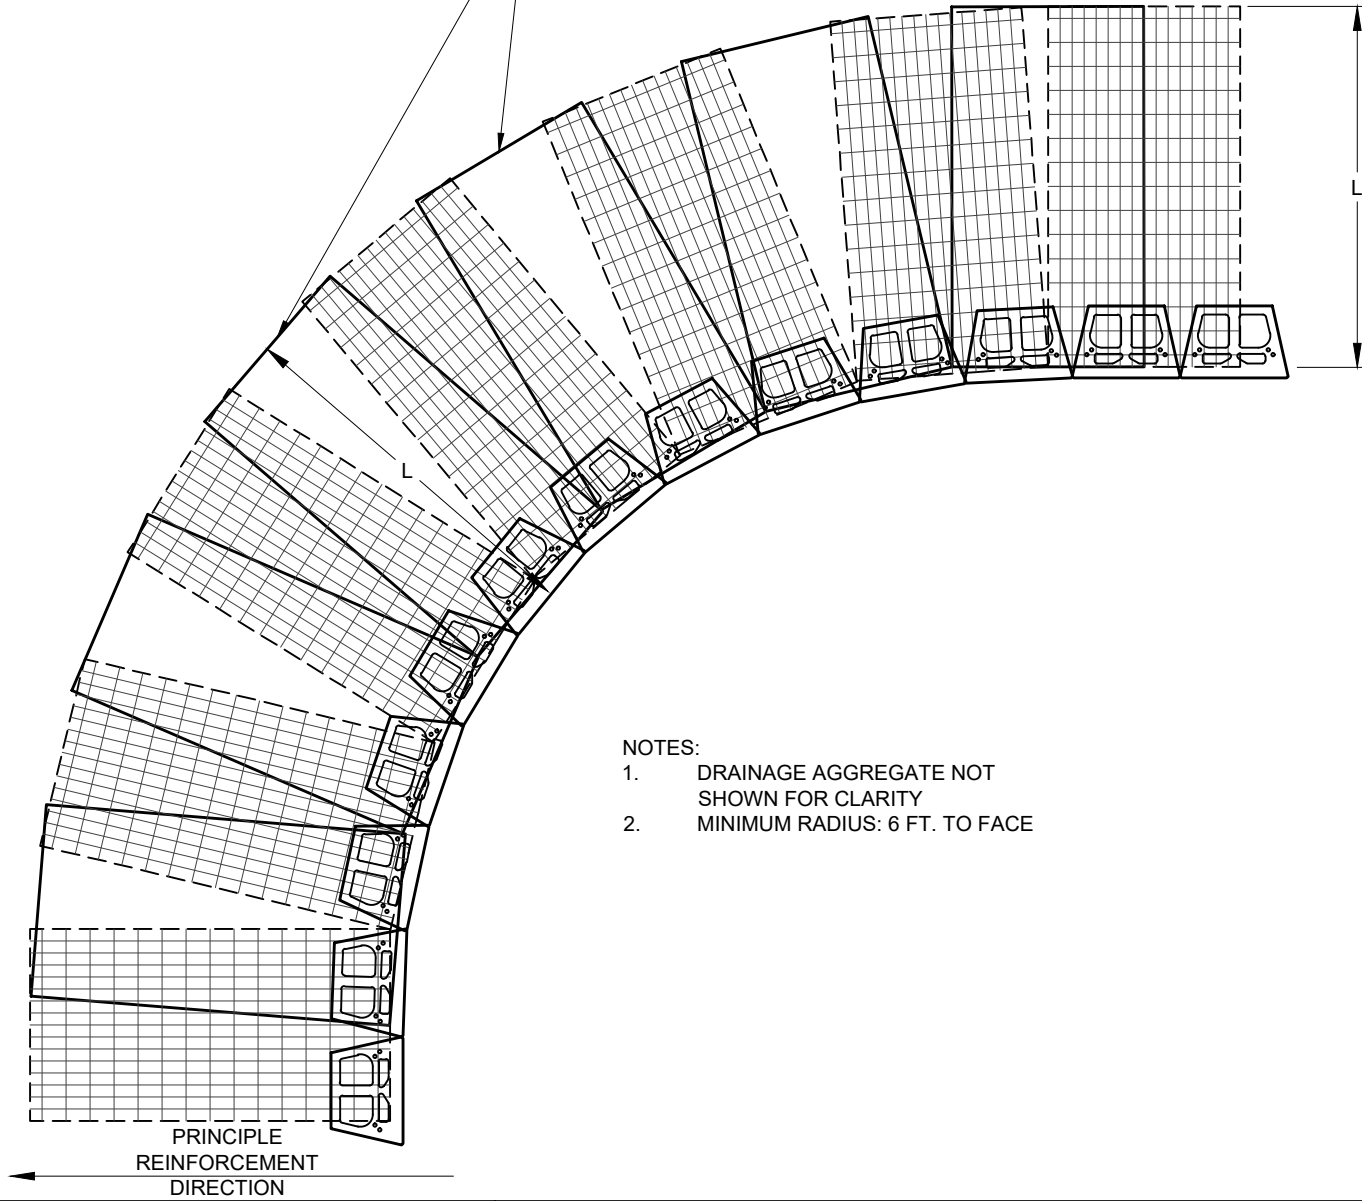 L
L
NOTES:
1. DRAINAGE AGGREGATE NOT
SHOWN FOR CLARITY
2. MINIMUM RADIUS: 6 FT. TO FACE
PRINCIPLE
REINFORCEMENT
DIRECTION